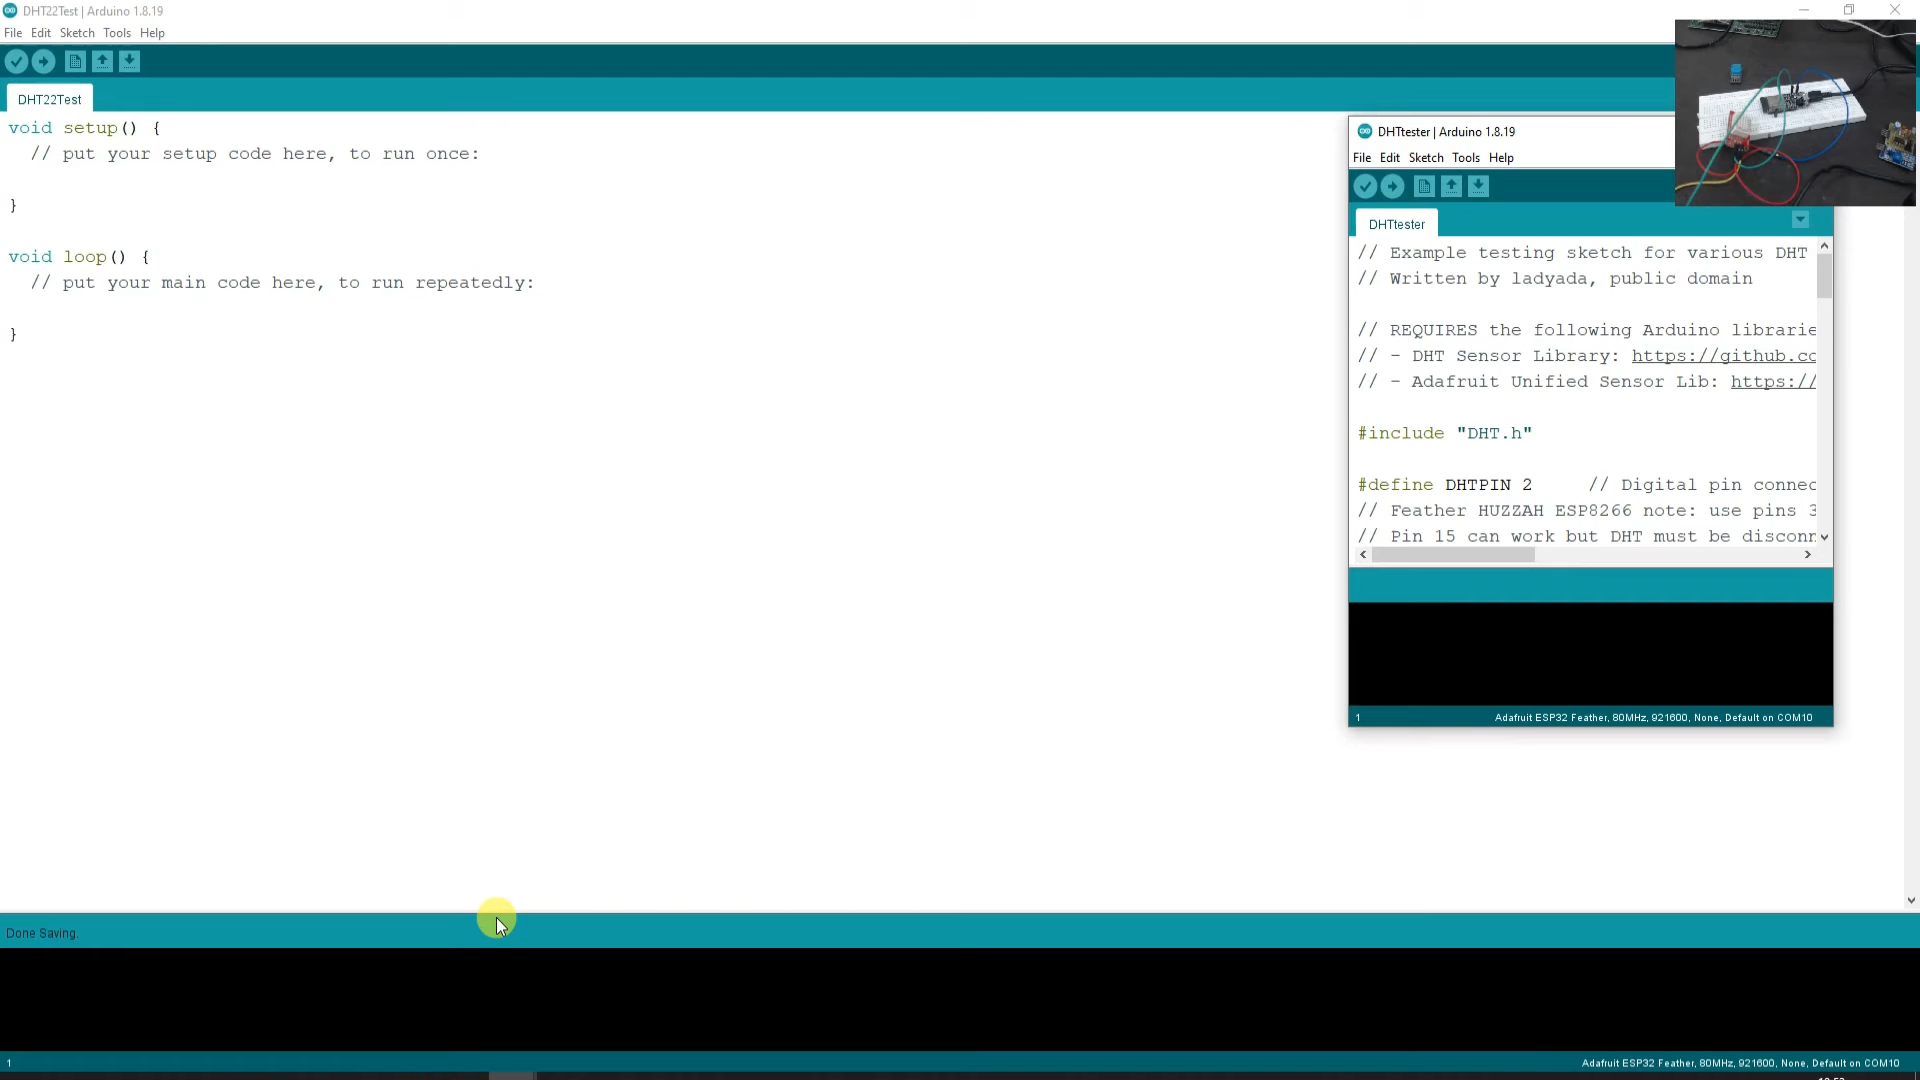 DHT22Test | Arduino 1.8.19
File Edit Sketch Tools Help
DHT22Test
void setup() {
// put your setup code here, to run once:
}
void loop() {
// put your main code here, to run repeatedly:
}
Done Saving.
1
Adafruit ESP32 Feather, 80MHz, 921600, None, Default on COM10
DHTtester | Arduino 1.8.19
File Edit Sketch Tools Help
DHTtester
// Example testing sketch for various DHT
// Written by ladyada, public domain
// REQUIRES the following Arduino librarie
// - DHT Sensor Library: https://github.co
// - Adafruit Unified Sensor Lib: https://
#include "DHT.h"
#define DHTPIN 2 // Digital pin connec
// Feather HUZZAH ESP8266 note: use pins 3
// Pin 15 can work but DHT must be disconn
1
Adafruit ESP32 Feather, 80MHz, 921600, None, Default on COM10